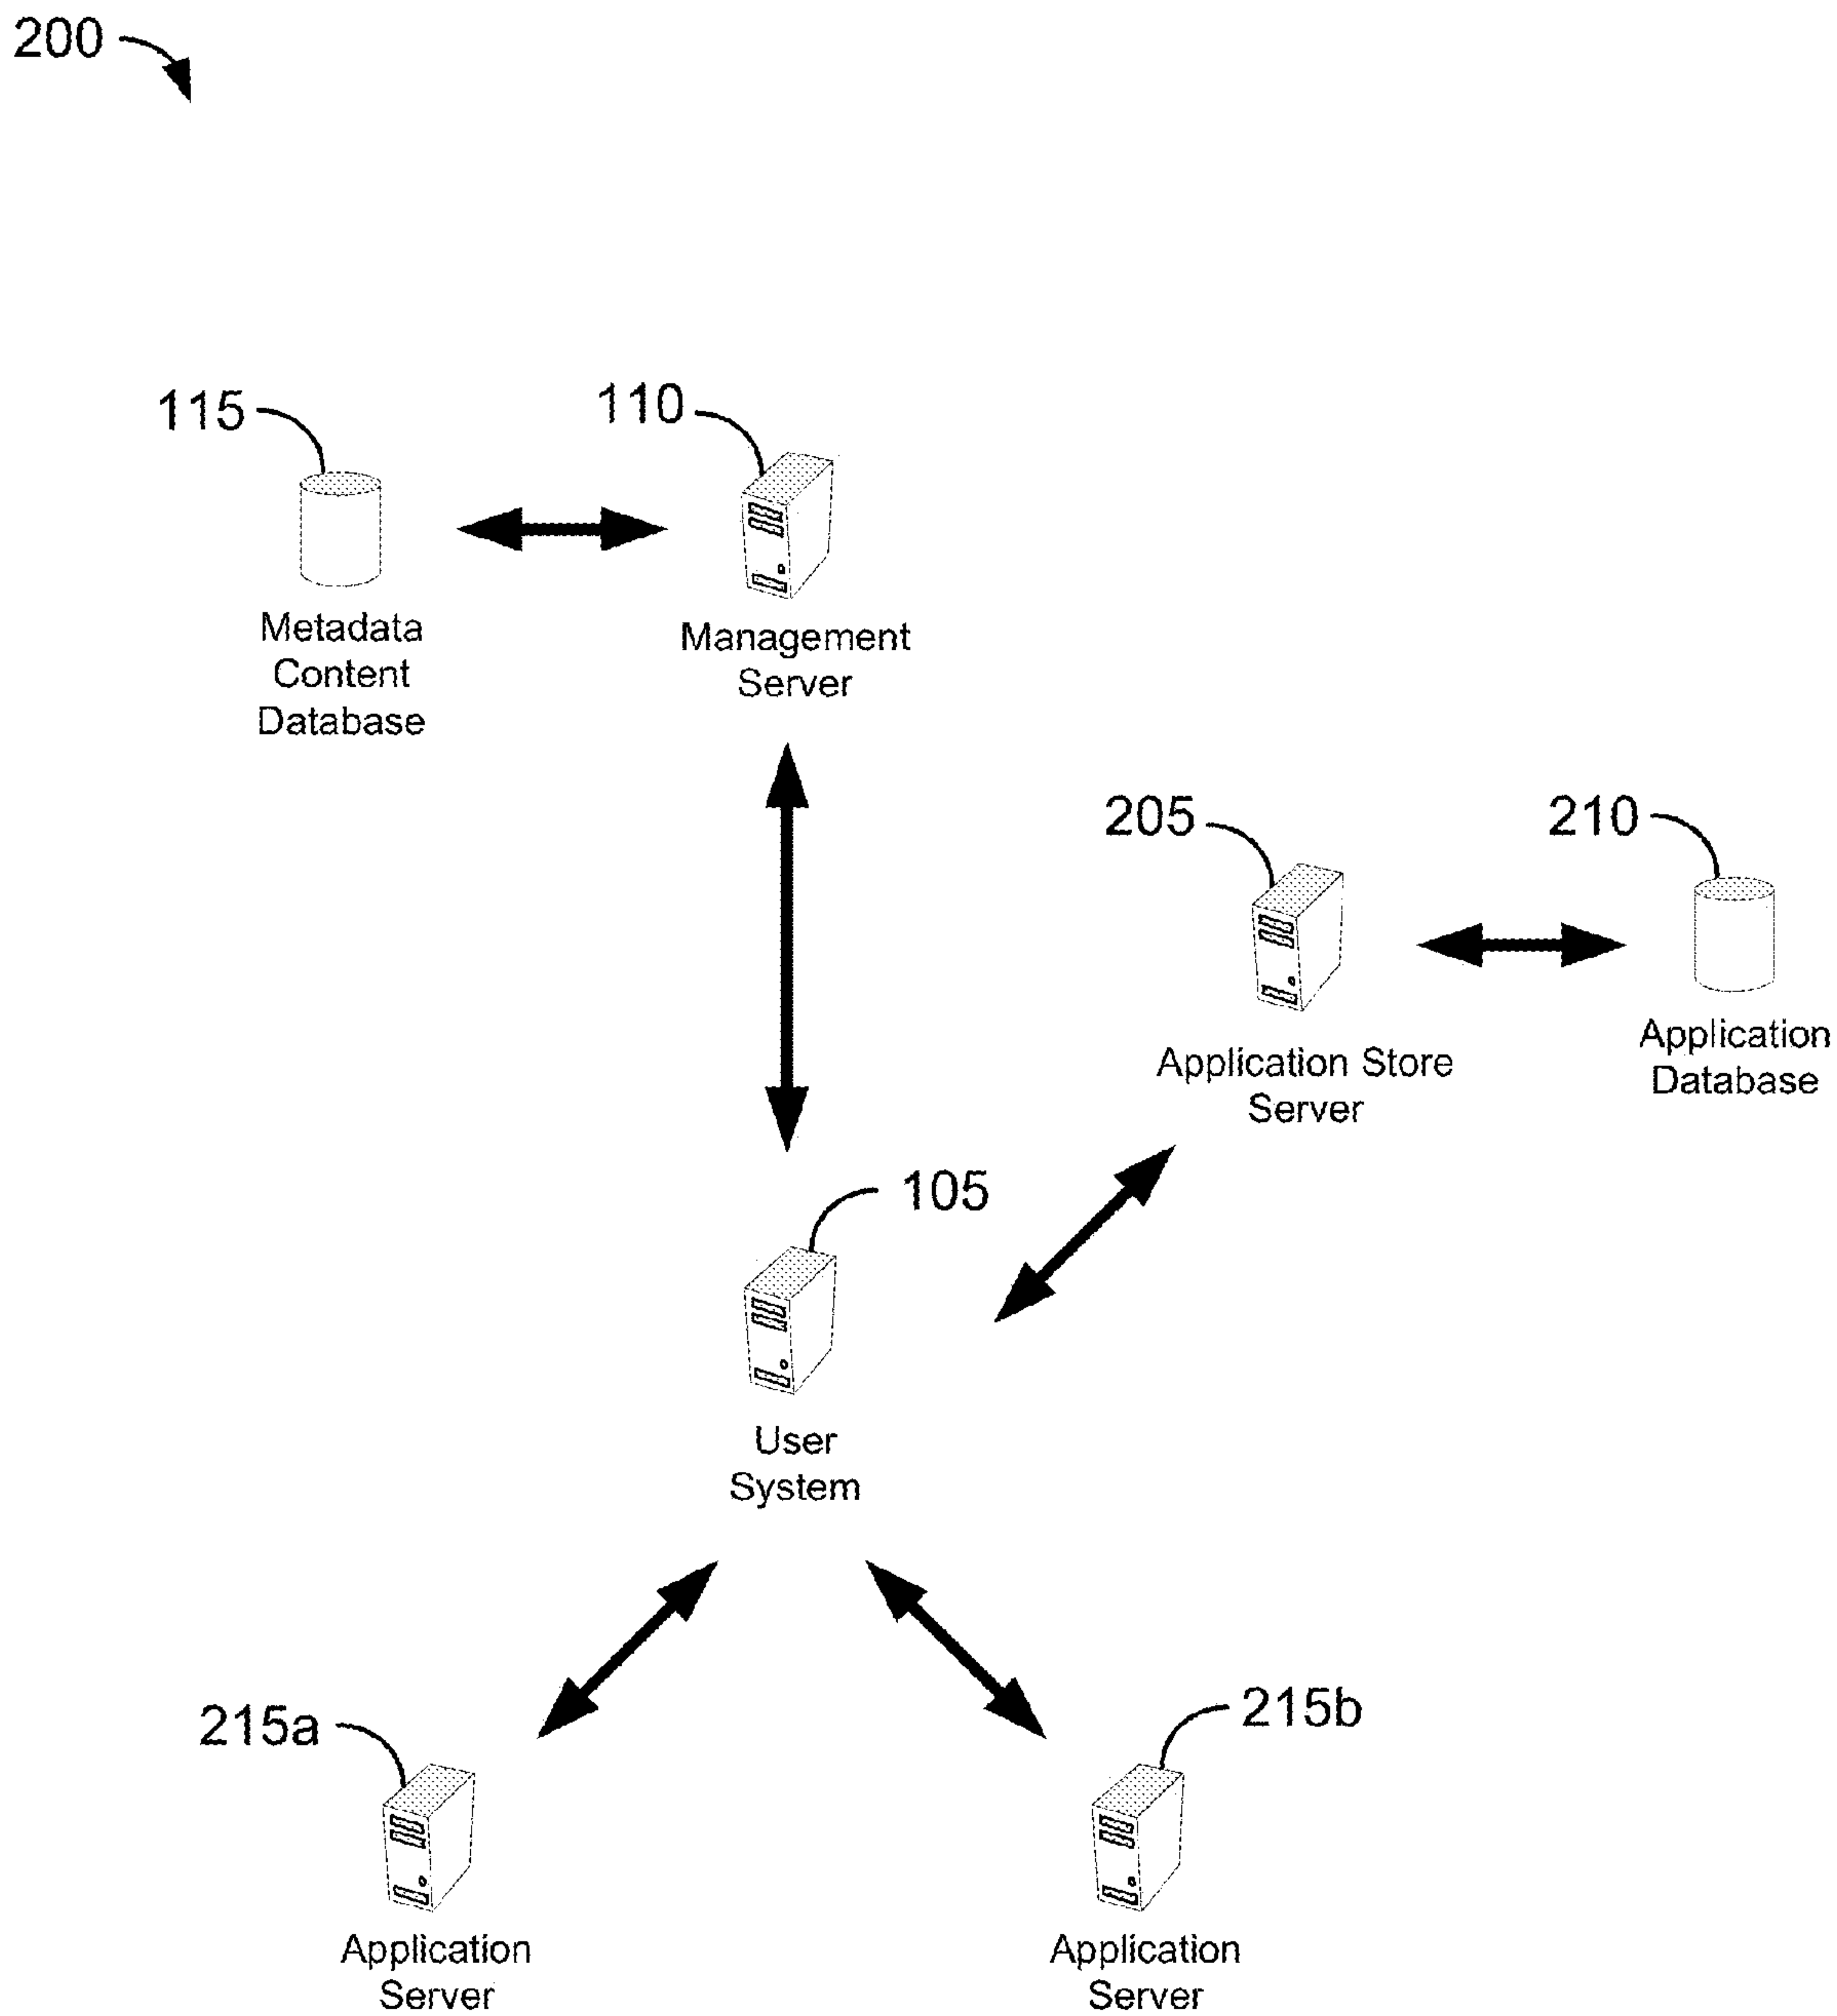 200
115
110
Metadata
Content
Database
Management
Server
205
210
Application Store
Server
Application
Database
105
User
System
215a
215b
Application
Server
Application
Server